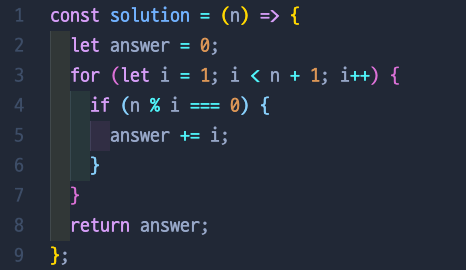 1 const solution = (n) => {
2   let answer = 0;
3   for (let i = 1; i < n + 1; i++) {
4     if (n % i === 0) {
5       answer += i;
6     }
7   }
8   return answer;
9 };